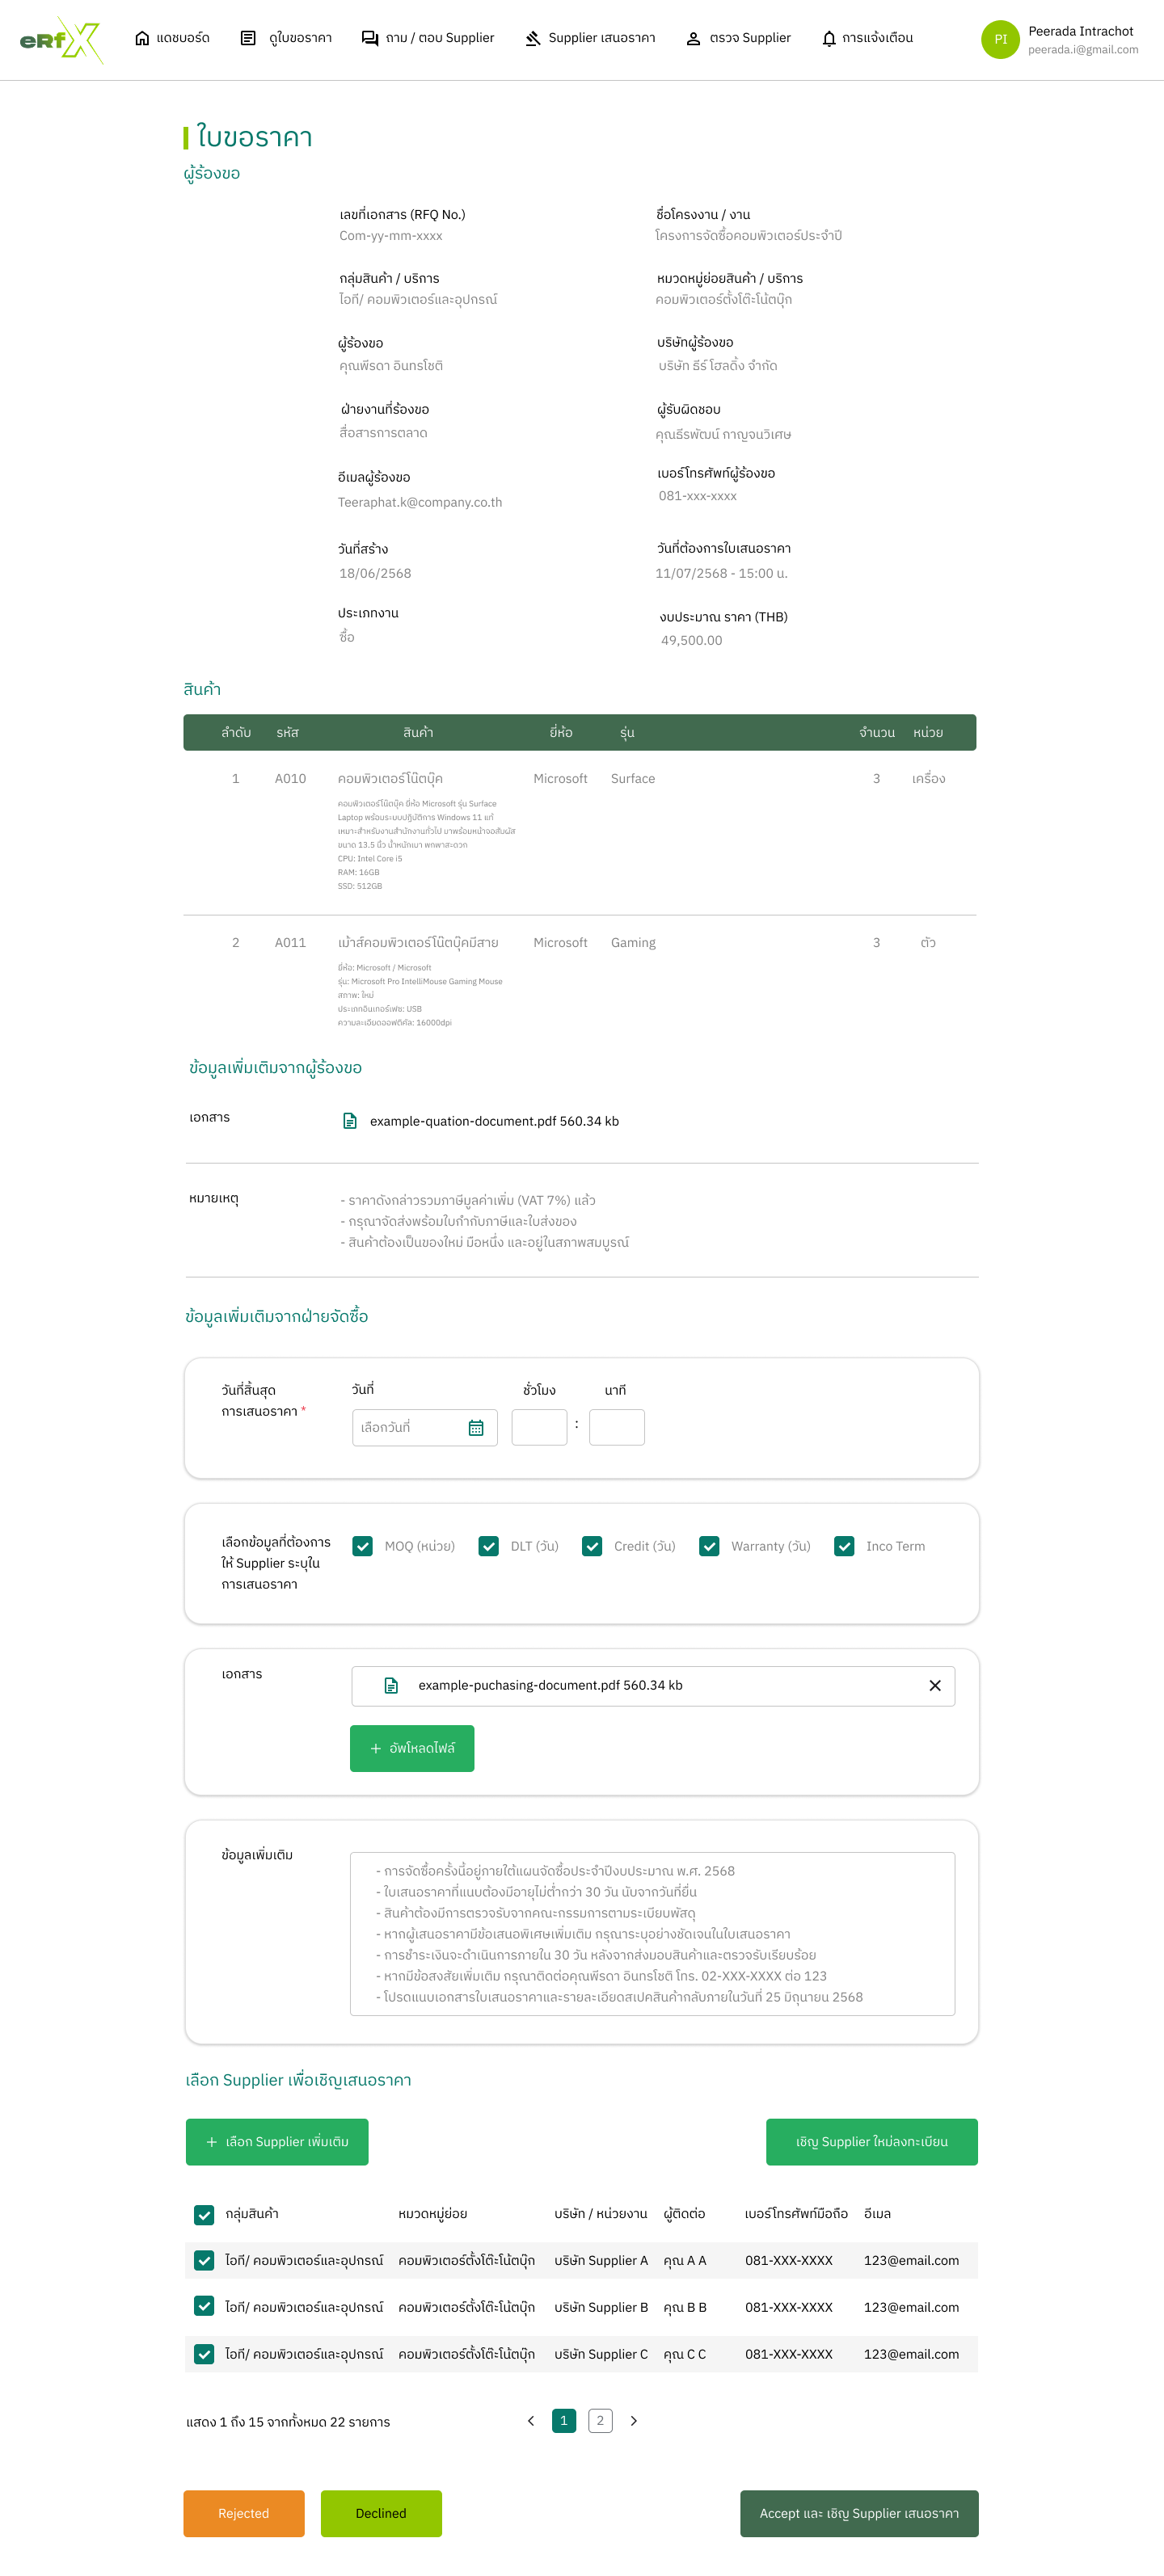 eRfX
แดชบอร์ด
ดูใบขอราคา
ถาม / ตอบ Supplier
Supplier เสนอราคา
ตรวจ Supplier
การแจ้งเตือน
PI
Peerada Intrachot
peerada.i@gmail.com
ใบขอราคา
ผู้ร้องขอ
เลขที่เอกสาร (RFQ No.)
ชื่อโครงงาน / งาน
Com-yy-mm-xxxx
โครงการจัดซื้อคอมพิวเตอร์ประจำปี
กลุ่มสินค้า / บริการ
หมวดหมู่ย่อยสินค้า / บริการ
ไอที/ คอมพิวเตอร์และอุปกรณ์
คอมพิวเตอร์ตั้งโต๊ะโน้ตบุ๊ก
ผู้ร้องขอ
บริษัทผู้ร้องขอ
คุณพีรดา อินทรโชติ
บริษัท ธีร์ โฮลดิ้ง จำกัด
ฝ่ายงานที่ร้องขอ
ผู้รับผิดชอบ
สื่อสารการตลาด
คุณธีรพัฒน์ กาญจนวิเศษ
อีเมลผู้ร้องขอ
เบอร์โทรศัพท์ผู้ร้องขอ
Teeraphat.k@company.co.th
081-xxx-xxxx
วันที่สร้าง
วันที่ต้องการใบเสนอราคา
18/06/2568
11/07/2568 - 15:00 น.
ประเภทงาน
งบประมาณ ราคา (THB)
ซื้อ
49,500.00
สินค้า
ลำดับ รหัส สินค้า ยี่ห้อ รุ่น จำนวน หน่วย
1 A010 คอมพิวเตอร์โน๊ตบุ๊ค Microsoft Surface 3 เครื่อง
คอมพิวเตอร์โน๊ตบุ๊ค ยี่ห้อ Microsoft รุ่น Surface
Laptop พร้อมระบบปฏิบัติการ Windows 11 แท้
เหมาะสำหรับงานสำนักงานทั่วไป มาพร้อมหน้าจอสัมผัส
ขนาด 13.5 นิ้ว น้ำหนักเบา พกพาสะดวก
CPU: Intel Core i5
RAM: 16GB
SSD: 512GB
2 A011 เม้าส์คอมพิวเตอร์โน๊ตบุ๊คมีสาย Microsoft Gaming 3 ตัว
ยี่ห้อ: Microsoft / Microsoft
รุ่น: Microsoft Pro IntelliMouse Gaming Mouse
สภาพ: ใหม่
ประเภทอินเทอร์เฟซ: USB
ความละเอียดออฟติคัล: 16000dpi
ข้อมูลเพิ่มเติมจากผู้ร้องขอ
เอกสาร
example-quation-document.pdf 560.34 kb
หมายเหตุ
- ราคาดังกล่าวรวมภาษีมูลค่าเพิ่ม (VAT 7%) แล้ว
- กรุณาจัดส่งพร้อมใบกำกับภาษีและใบส่งของ
- สินค้าต้องเป็นของใหม่ มือหนึ่ง และอยู่ในสภาพสมบูรณ์
ข้อมูลเพิ่มเติมจากฝ่ายจัดซื้อ
วันที่สิ้นสุด
การเสนอราคา *
วันที่
ชั่วโมง
นาที
เลือกวันที่
:
เลือกข้อมูลที่ต้องการ
ให้ Supplier ระบุใน
การเสนอราคา
MOQ (หน่วย)
DLT (วัน)
Credit (วัน)
Warranty (วัน)
Inco Term
เอกสาร
example-puchasing-document.pdf 560.34 kb
+ อัพโหลดไฟล์
ข้อมูลเพิ่มเติม
- การจัดซื้อครั้งนี้อยู่ภายใต้แผนจัดซื้อประจำปีงบประมาณ พ.ศ. 2568
- ใบเสนอราคาที่แนบต้องมีอายุไม่ต่ำกว่า 30 วัน นับจากวันที่ยื่น
- สินค้าต้องมีการตรวจรับจากคณะกรรมการตามระเบียบพัสดุ
- หากผู้เสนอราคามีข้อเสนอพิเศษเพิ่มเติม กรุณาระบุอย่างชัดเจนในใบเสนอราคา
- การชำระเงินจะดำเนินการภายใน 30 วัน หลังจากส่งมอบสินค้าและตรวจรับเรียบร้อย
- หากมีข้อสงสัยเพิ่มเติม กรุณาติดต่อคุณพีรดา อินทรโชติ โทร. 02-XXX-XXXX ต่อ 123
- โปรดแนบเอกสารใบเสนอราคาและรายละเอียดสเปคสินค้ากลับภายในวันที่ 25 มิถุนายน 2568
เลือก Supplier เพื่อเชิญเสนอราคา
+ เลือก Supplier เพิ่มเติม
เชิญ Supplier ใหม่ลงทะเบียน
กลุ่มสินค้า หมวดหมู่ย่อย บริษัท / หน่วยงาน ผู้ติดต่อ เบอร์โทรศัพท์มือถือ อีเมล
ไอที/ คอมพิวเตอร์และอุปกรณ์ คอมพิวเตอร์ตั้งโต๊ะโน้ตบุ๊ก บริษัท Supplier A คุณ A A 081-XXX-XXXX 123@email.com
ไอที/ คอมพิวเตอร์และอุปกรณ์ คอมพิวเตอร์ตั้งโต๊ะโน้ตบุ๊ก บริษัท Supplier B คุณ B B 081-XXX-XXXX 123@email.com
ไอที/ คอมพิวเตอร์และอุปกรณ์ คอมพิวเตอร์ตั้งโต๊ะโน้ตบุ๊ก บริษัท Supplier C คุณ C C 081-XXX-XXXX 123@email.com
แสดง 1 ถึง 15 จากทั้งหมด 22 รายการ
1 2
Rejected
Declined
Accept และ เชิญ Supplier เสนอราคา